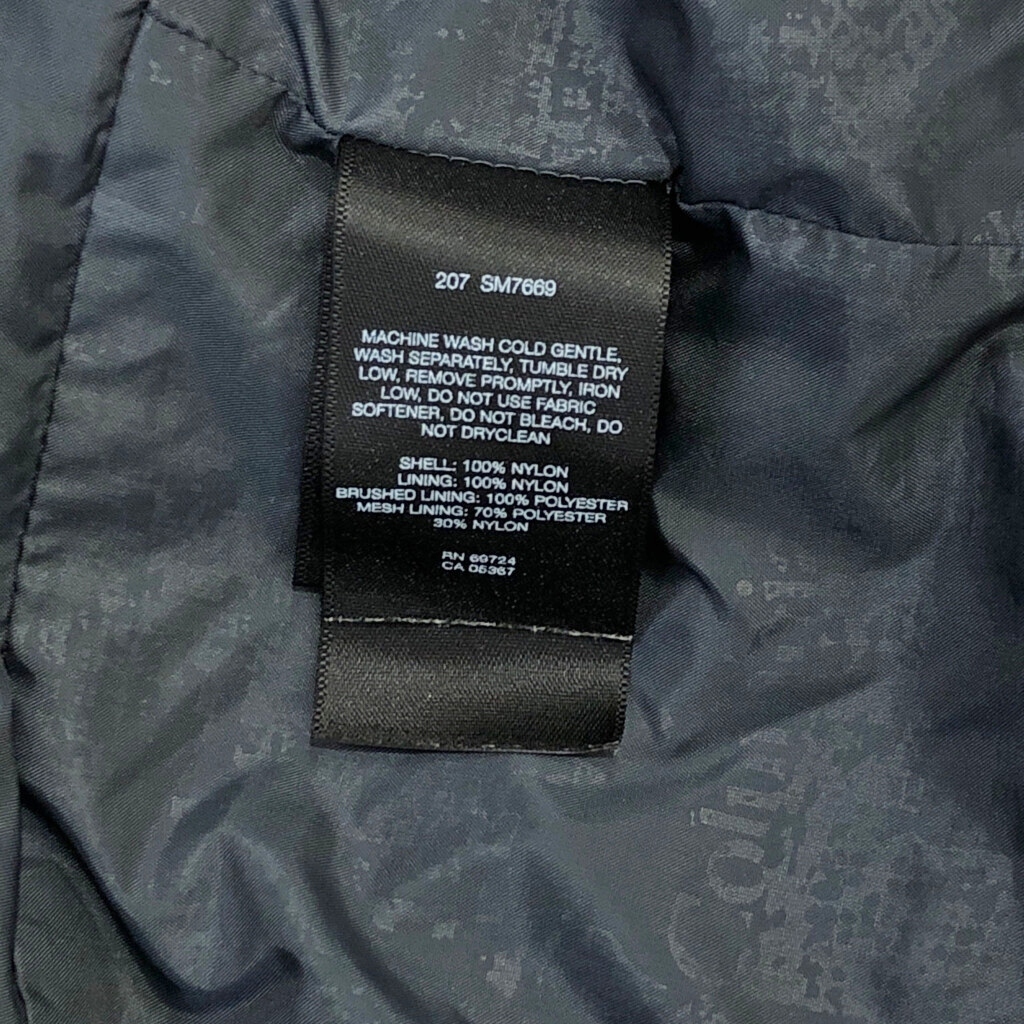 207 SM7669
MACHINE WASH COLD GENTLE,
WASH SEPARATELY, TUMBLE DRY
LOW, REMOVE PROMPTLY, IRON
LOW, DO NOT USE FABRIC
SOFTENER, DO NOT BLEACH, DO
NOT DRYCLEAN
SHELL: 100% NYLON
LINING: 100% NYLON
BRUSHED LINING: 100% POLYESTER
MESH LINING: 70% POLYESTER
30% NYLON
RN 69724
CA 05367